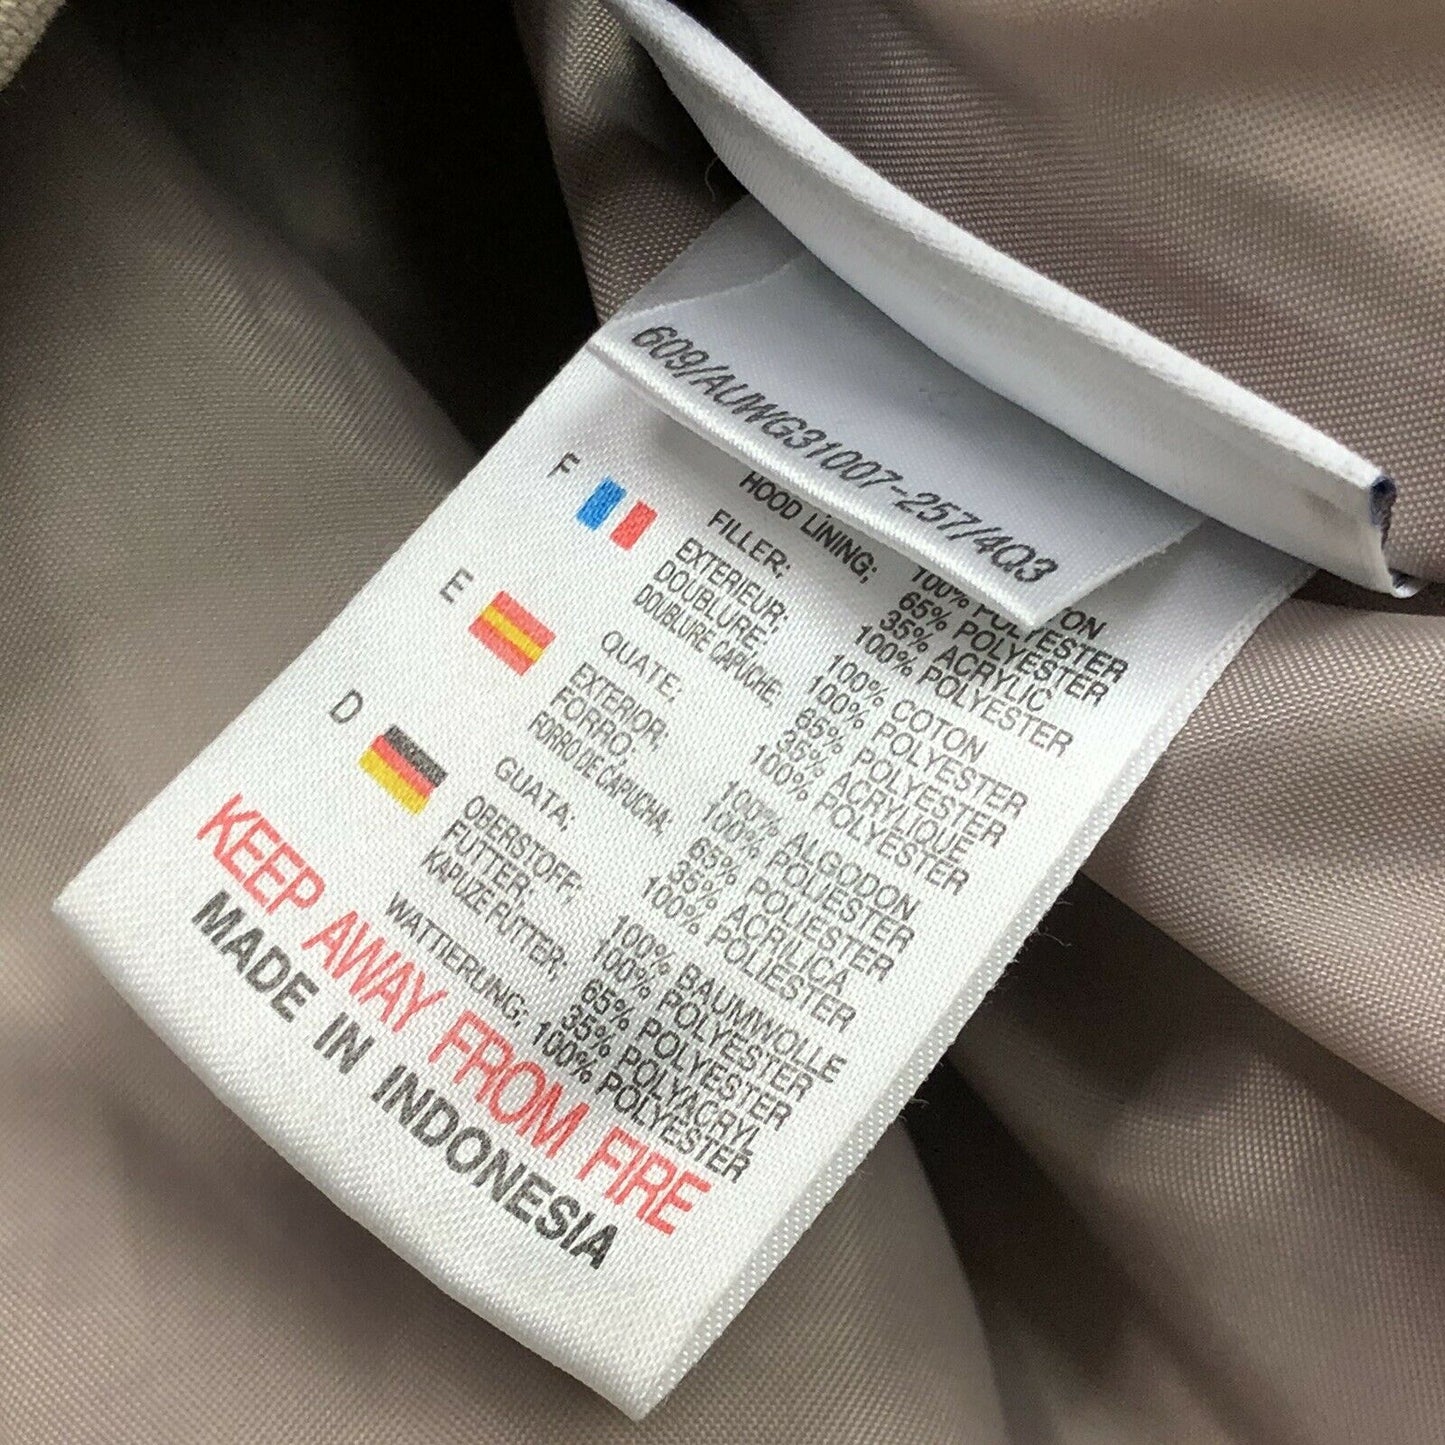 609/AUWG31007-257/4Q3
HOOD LINING; 65% POLYESTER
35% ACRYLIC
FILLER; 100% POLYESTER
F
EXTERIEUR; 100% COTON
DOUBLURE: 100% POLYESTER
DOUBLURE CAPUCHE; 65% POLYESTER
35% ACRYLIQUE
QUATE; 100% POLYESTER
E
EXTERIOR, 100% ALGODON
FORRO; 100% POLIESTER
FORRO DE CAPUCHA; 65% POLIESTER
35% ACRILICA
GUATA; 100% POLIESTER
D
OBERSTOFF; 100% BAUMWOLLE
FUTTER; 100% POLYESTER
KAPUZE FUTTER; 65% POLYESTER
35% POLYACRYL
WATTIERUNG; 100% POLYESTER
KEEP AWAY FROM FIRE
MADE IN INDONESIA